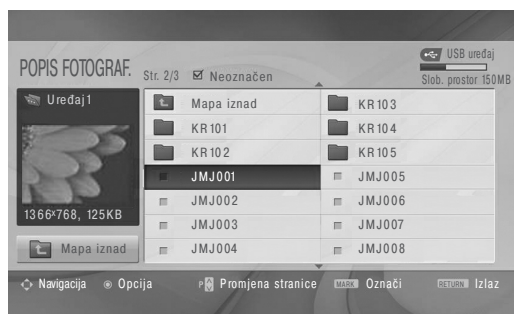 USB uređaj
POPIS FOTOGRAF.
Str. 2/3
Neoznačen
Slob. prostor 150MB
Uređaj1
1366x768, 125KB
Mapa iznad
Mapa iznad
KR103
KR101
KR104
KR102
KR105
JMJ001
JMJ005
JMJ002
JMJ006
JMJ003
JMJ007
JMJ004
JMJ008
Navigacija
Opcija
P
Promjena stranice
MARK
Označi
RETURN
Izlaz